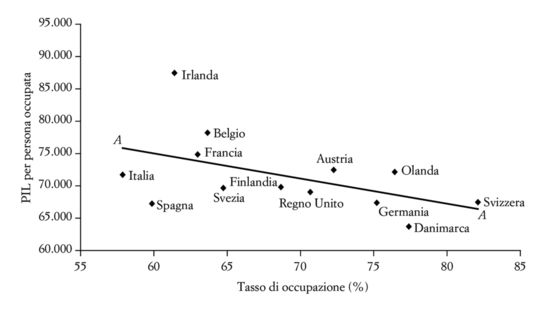 95.000
90.000
85.000
80.000
75.000
70.000
65.000
60.000
PIL per persona occupata
Irlanda
Belgio
A
Francia
Austria
Italia
Olanda
Finlandia
Svezia
Spagna
Regno Unito
Germania
Svizzera
A
Danimarca
55 60 65 70 75 80 85
Tasso di occupazione (%)